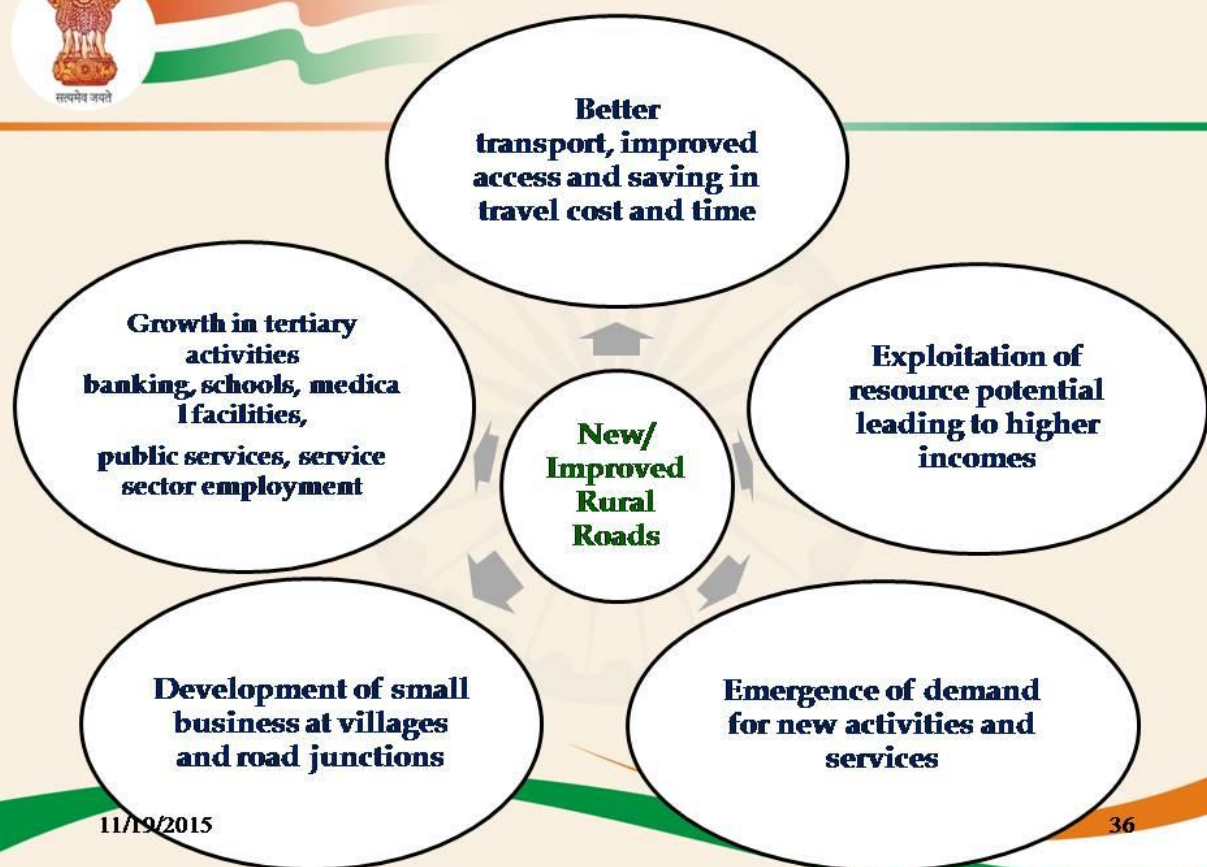 सत्यमेव जयते
Better
transport, improved
access and saving in
travel cost and time
Growth in tertiary
activities
banking, schools, medica
l facilities,
public services, service
sector employment
Exploitation of
resource potential
leading to higher
incomes
New/
Improved
Rural
Roads
Development of small
business at villages
and road junctions
Emergence of demand
for new activities and
services
11/19/2015
36